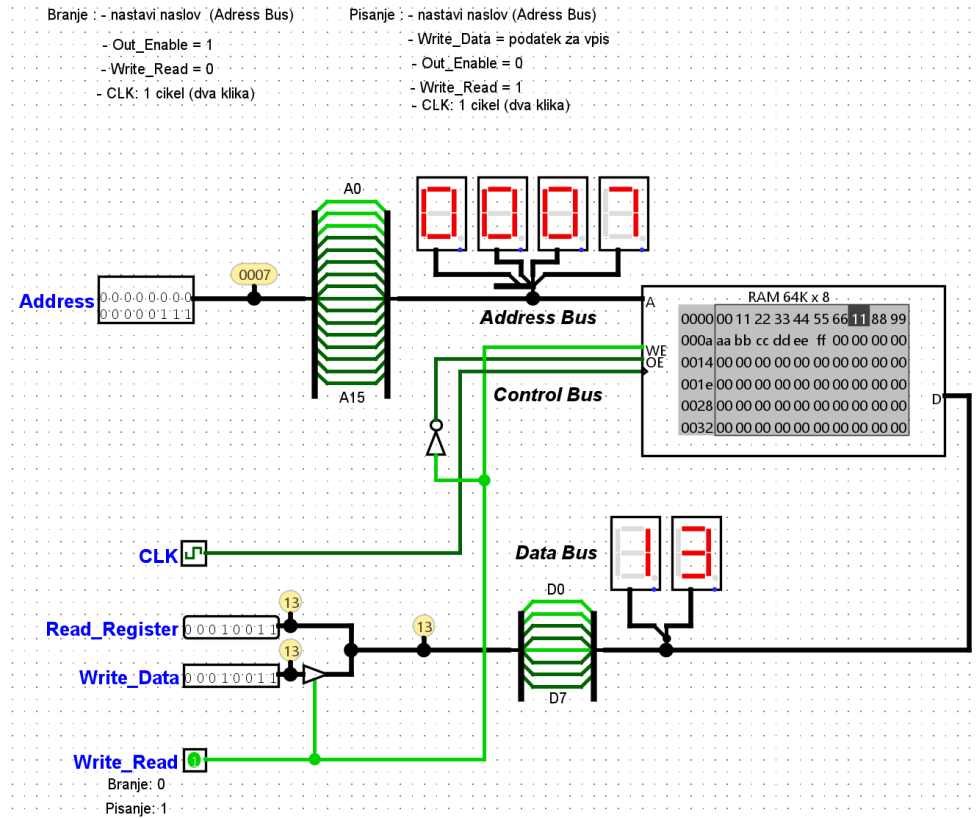 Branje : - nastavi naslov (Adress Bus)
- Out_Enable = 1
- Write_Read = 0
- CLK: 1 cikel (dva klika)
Pisanje : - nastavi naslov (Adress Bus)
- Write_Data = podatek za vpis
- Out_Enable = 0
- Write_Read = 1
- CLK: 1 cikel (dva klika)
A0
0 0 0 7
0007
Address
0 0 0 0 0 0 0 0
0 0 0 0 0 1 1 1
A15
Address Bus
RAM 64K x 8
A
WE
OE
D
0000 00 11 22 33 44 55 66 11 88 99
000a aa bb cc dd ee ff 00 00 00 00
0014 00 00 00 00 00 00 00 00 00 00
001e 00 00 00 00 00 00 00 00 00 00
0028 00 00 00 00 00 00 00 00 00 00
0032 00 00 00 00 00 00 00 00 00 00
Control Bus
CLK
Data Bus
1 3
D0
13
Read_Register
0 0 0 1 0 0 1 1
13
13
Write_Data
0 0 0 1 0 0 1 1
D7
Write_Read
1
Branje: 0
Pisanje: 1